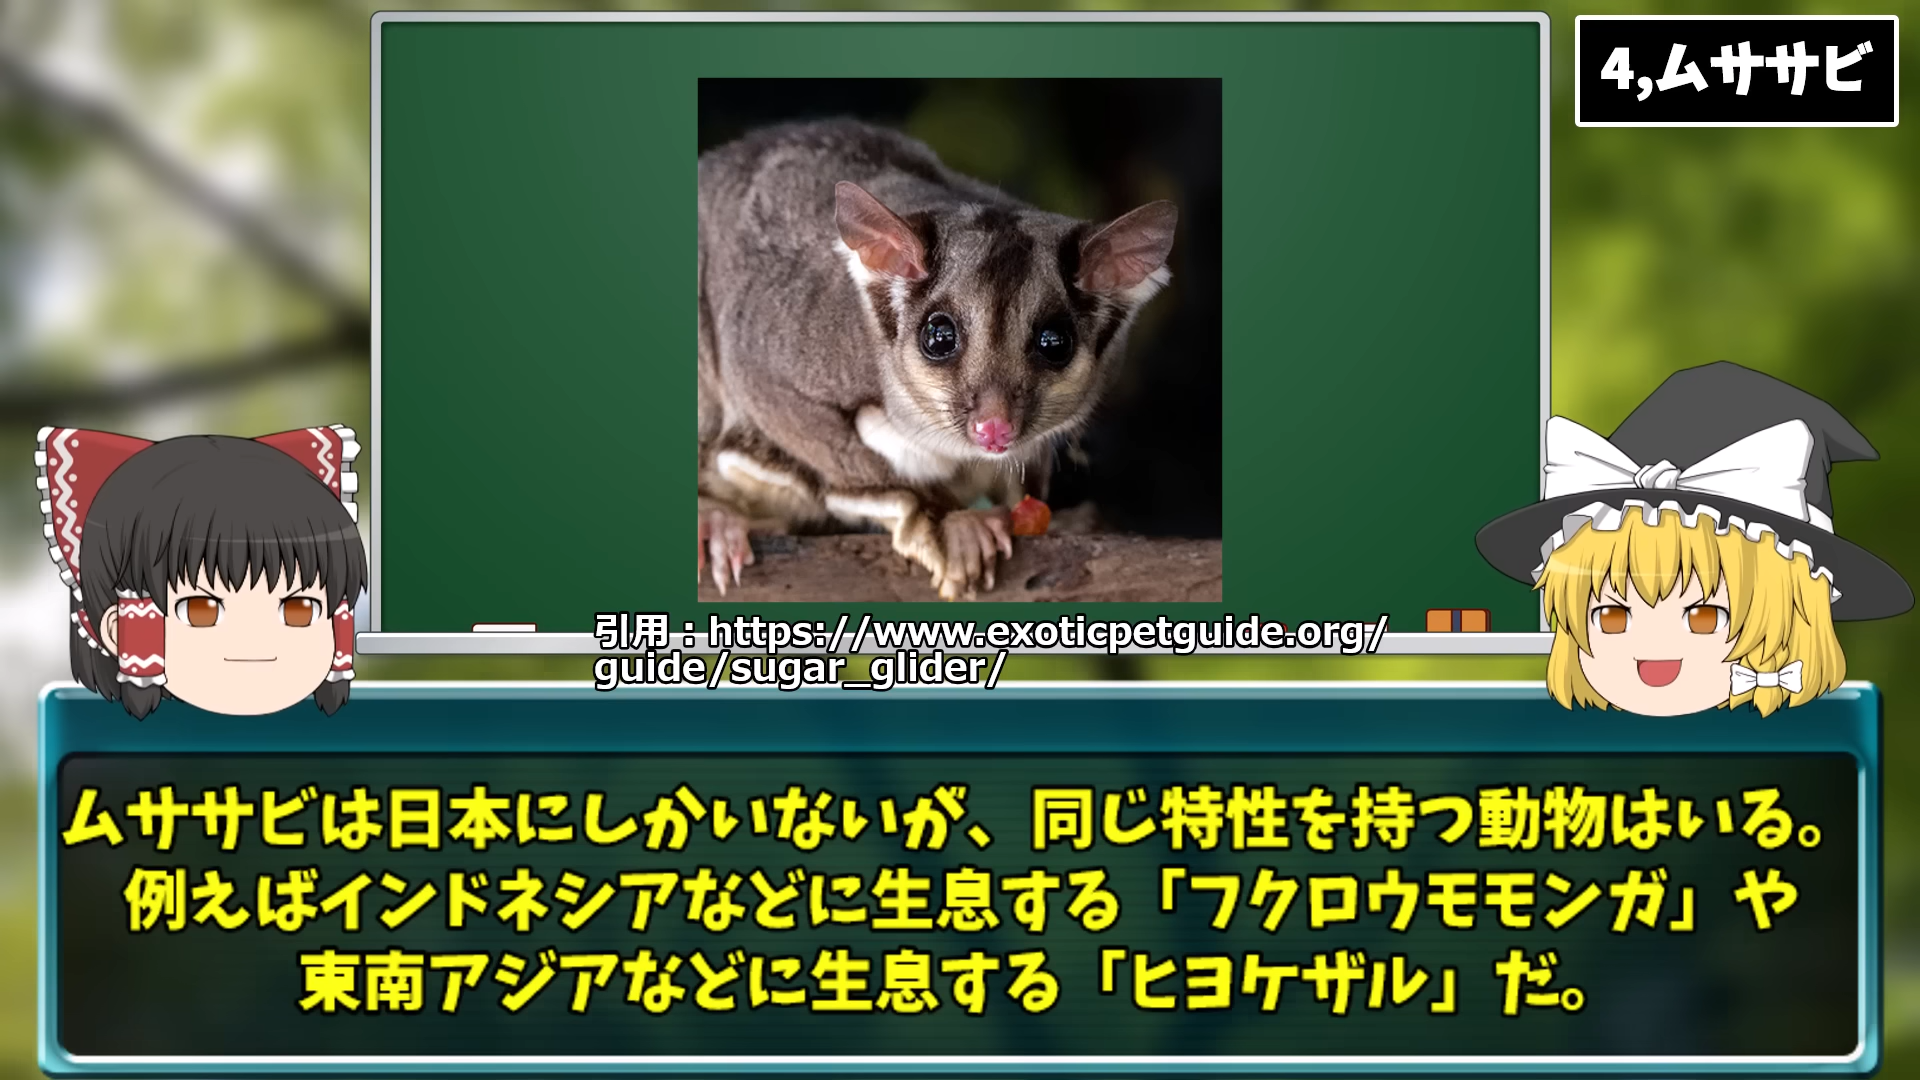 4,ムササビ
引用：https://www.exoticpetguide.org/
guide/sugar_glider/
ムササビは日本にしかいないが、同じ特性を持つ動物はいる。
例えばインドネシアなどに生息する「フクロウモモンガ」や
東南アジアなどに生息する「ヒヨケザル」だ。